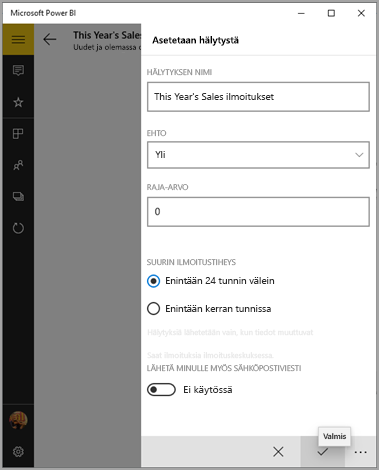 Microsoft Power BI
This Year's Sales
Uudet ja olemassa
Asetetaan hälytystä
HÄLYTYKSEN NIMI
This Year's Sales ilmoitukset
EHTO
Yli
RAJA-ARVO
0
SUURIN ILMOITUSTIHEYS
Enintään 24 tunnin välein
Enintään kerran tunnissa
Hälytyksiä lähetetään vain, kun tiedot muuttuvat
Saat ilmoituksia ilmoituskeskuksessa.
LÄHETÄ MINULLE MYÖS SÄHKÖPOSTIVIESTI
Ei käytössä
Valmis